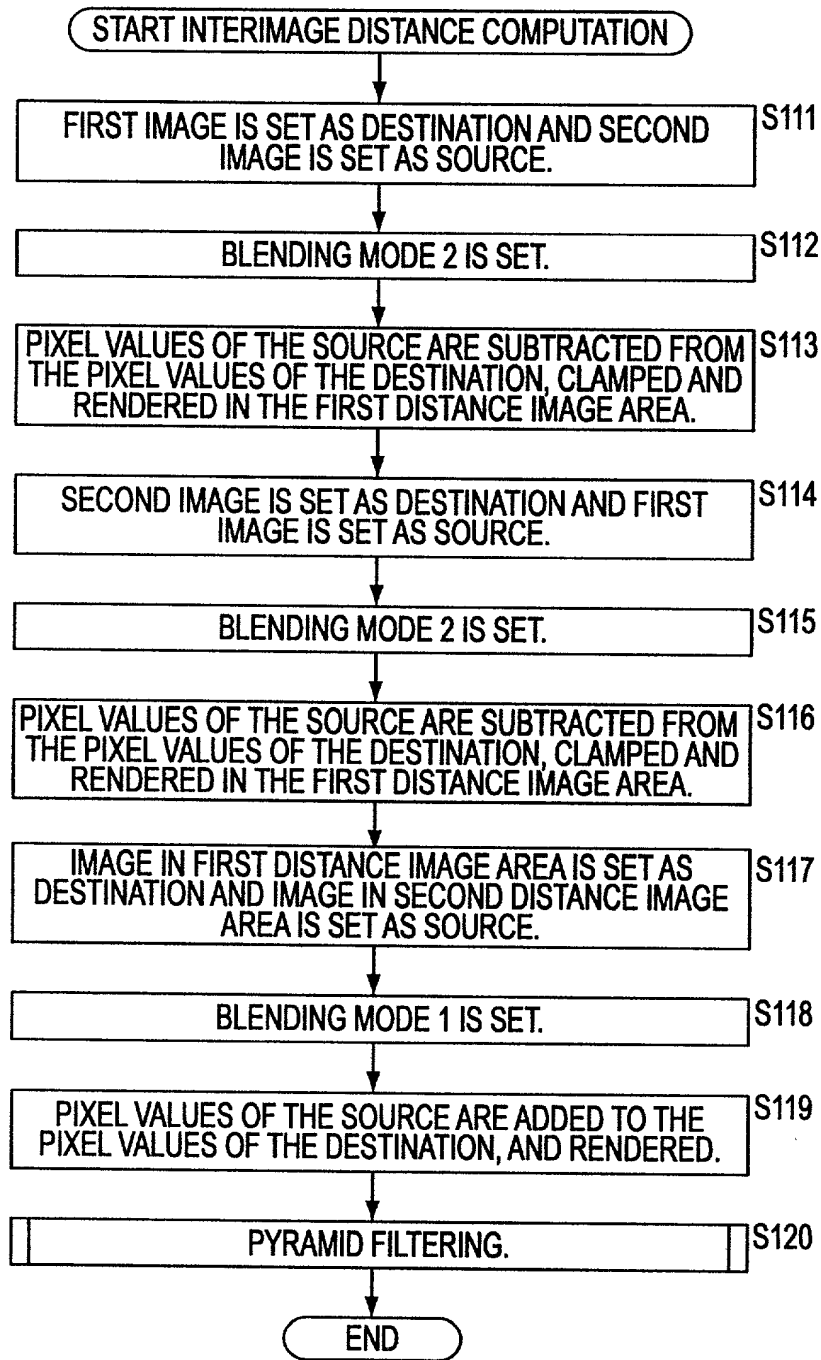 START INTERIMAGE DISTANCE COMPUTATION
S111
FIRST IMAGE IS SET AS DESTINATION AND SECOND
IMAGE IS SET AS SOURCE.
S112
BLENDING MODE 2 IS SET.
S113
PIXEL VALUES OF THE SOURCE ARE SUBTRACTED FROM
THE PIXEL VALUES OF THE DESTINATION, CLAMPED AND
RENDERED IN THE FIRST DISTANCE IMAGE AREA.
S114
SECOND IMAGE IS SET AS DESTINATION AND FIRST
IMAGE IS SET AS SOURCE.
S115
BLENDING MODE 2 IS SET.
S116
PIXEL VALUES OF THE SOURCE ARE SUBTRACTED FROM
THE PIXEL VALUES OF THE DESTINATION, CLAMPED AND
RENDERED IN THE FIRST DISTANCE IMAGE AREA.
S117
IMAGE IN FIRST DISTANCE IMAGE AREA IS SET AS
DESTINATION AND IMAGE IN SECOND DISTANCE IMAGE
AREA IS SET AS SOURCE.
S118
BLENDING MODE 1 IS SET.
S119
PIXEL VALUES OF THE SOURCE ARE ADDED TO THE
PIXEL VALUES OF THE DESTINATION, AND RENDERED.
S120
PYRAMID FILTERING.
END